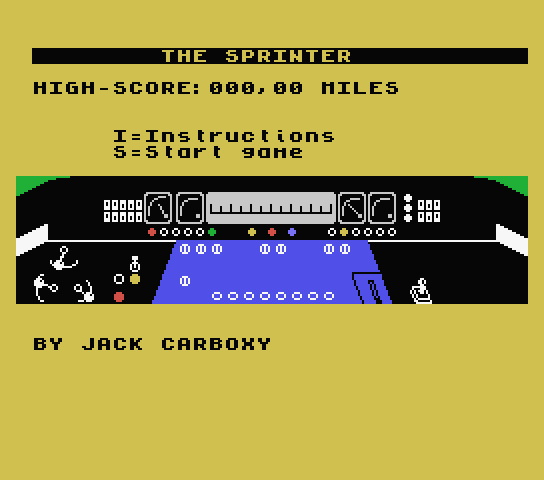 THE SPRINTER
HIGH-SCORE:000,00 MILES
I=Instructions
S=Start game
BY JACK CARBOXY